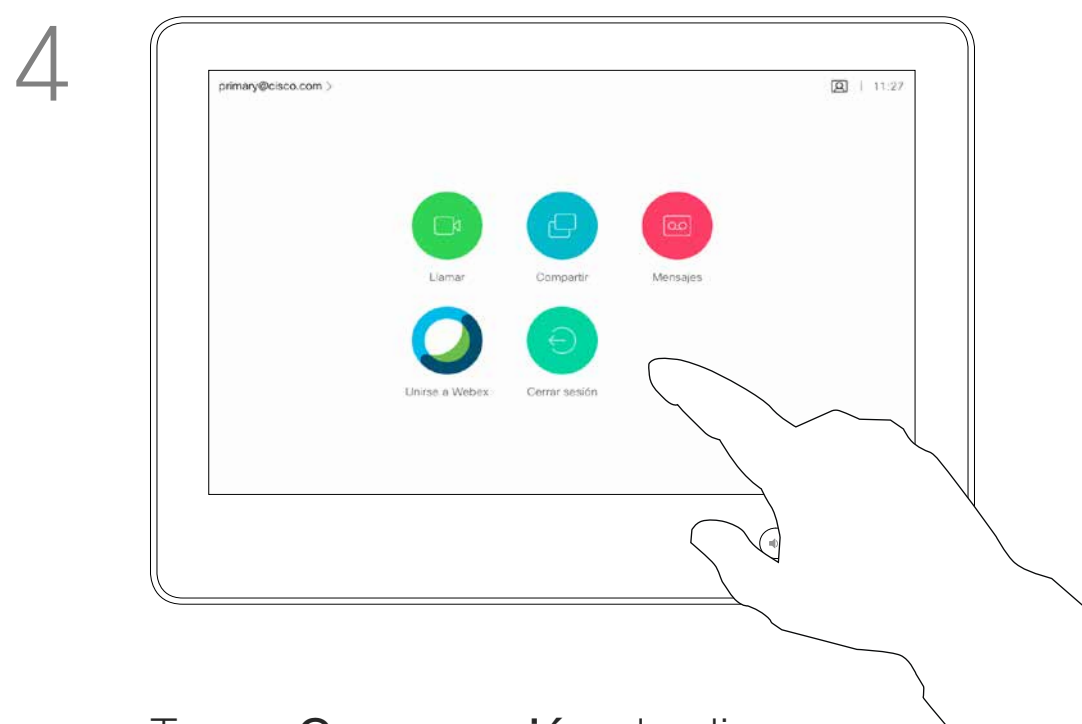 4
primary@cisco.com >
11:27
Llamar
Compartir
Mensajes
Unirse a Webex
Cerrar sesión